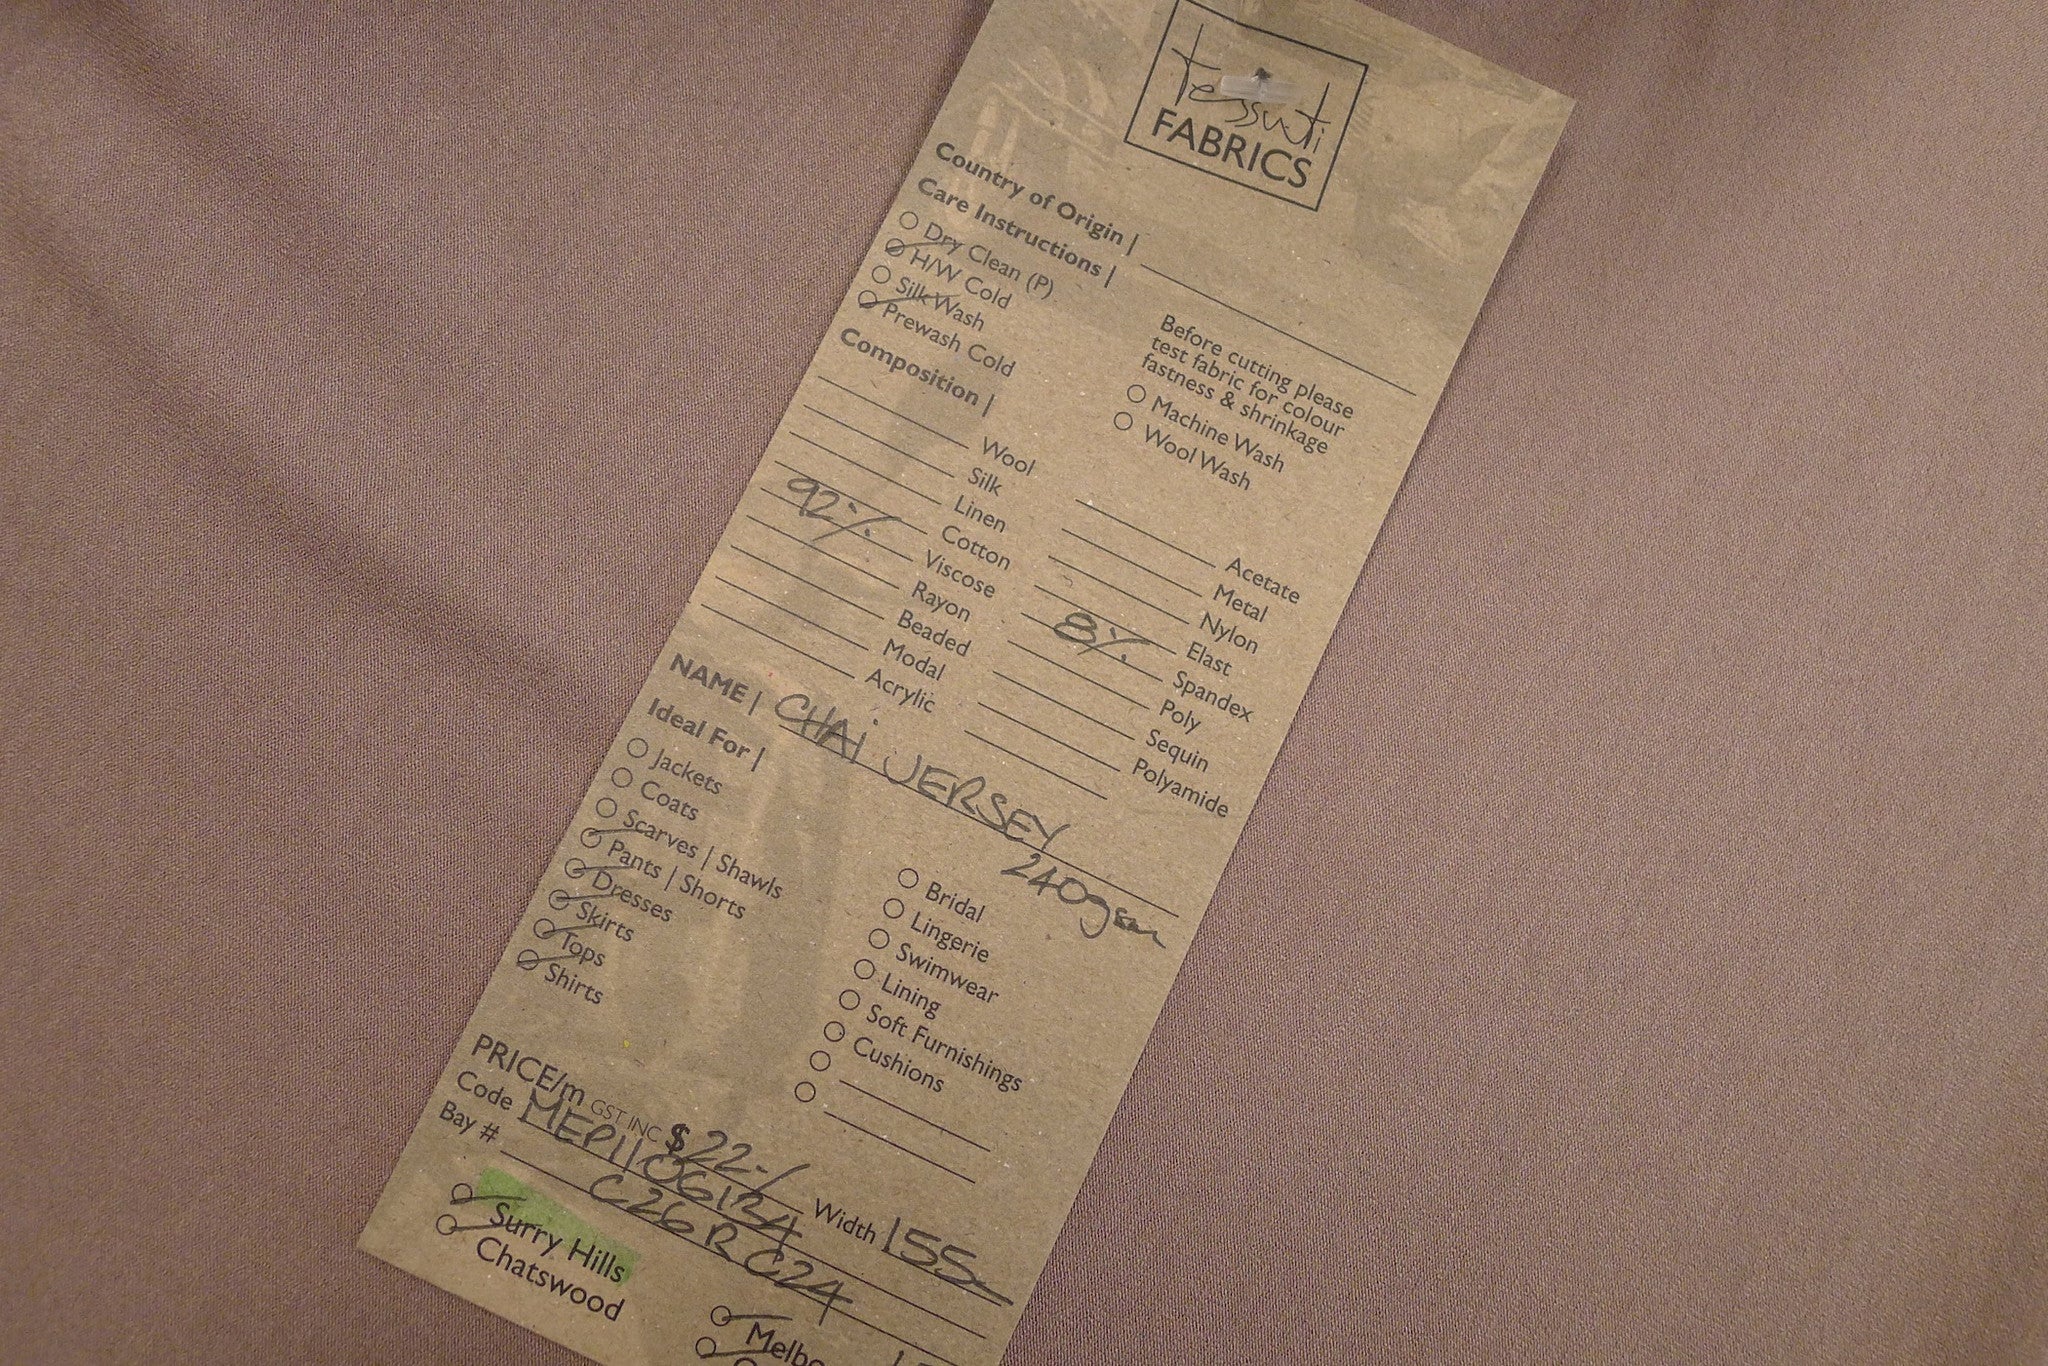 tessuti
FABRICS
Country of Origin |
Care Instructions |
Dry Clean (P)
H/W Cold
Silk Wash
Prewash Cold
Before cutting please
test fabric for colour
fastness & shrinkage
Machine Wash
Wool Wash
Composition |
Wool
Silk
Linen
Cotton
92% Viscose
Rayon
Beaded
Modal
Acrylic
Acetate
Metal
Nylon
Elast
8% Spandex
Poly
Sequin
Polyamide
NAME | CHAI JERSEY
240gsm
Ideal For |
Jackets
Coats
Scarves | Shawls
Pants | Shorts
Dresses
Skirts
Tops
Shirts
Bridal
Lingerie
Swimwear
Lining
Soft Furnishings
Cushions
PRICE/m GST INC $22-/ Width 155
Code
Bay # C26 R C24
Surry Hills
Chatswood